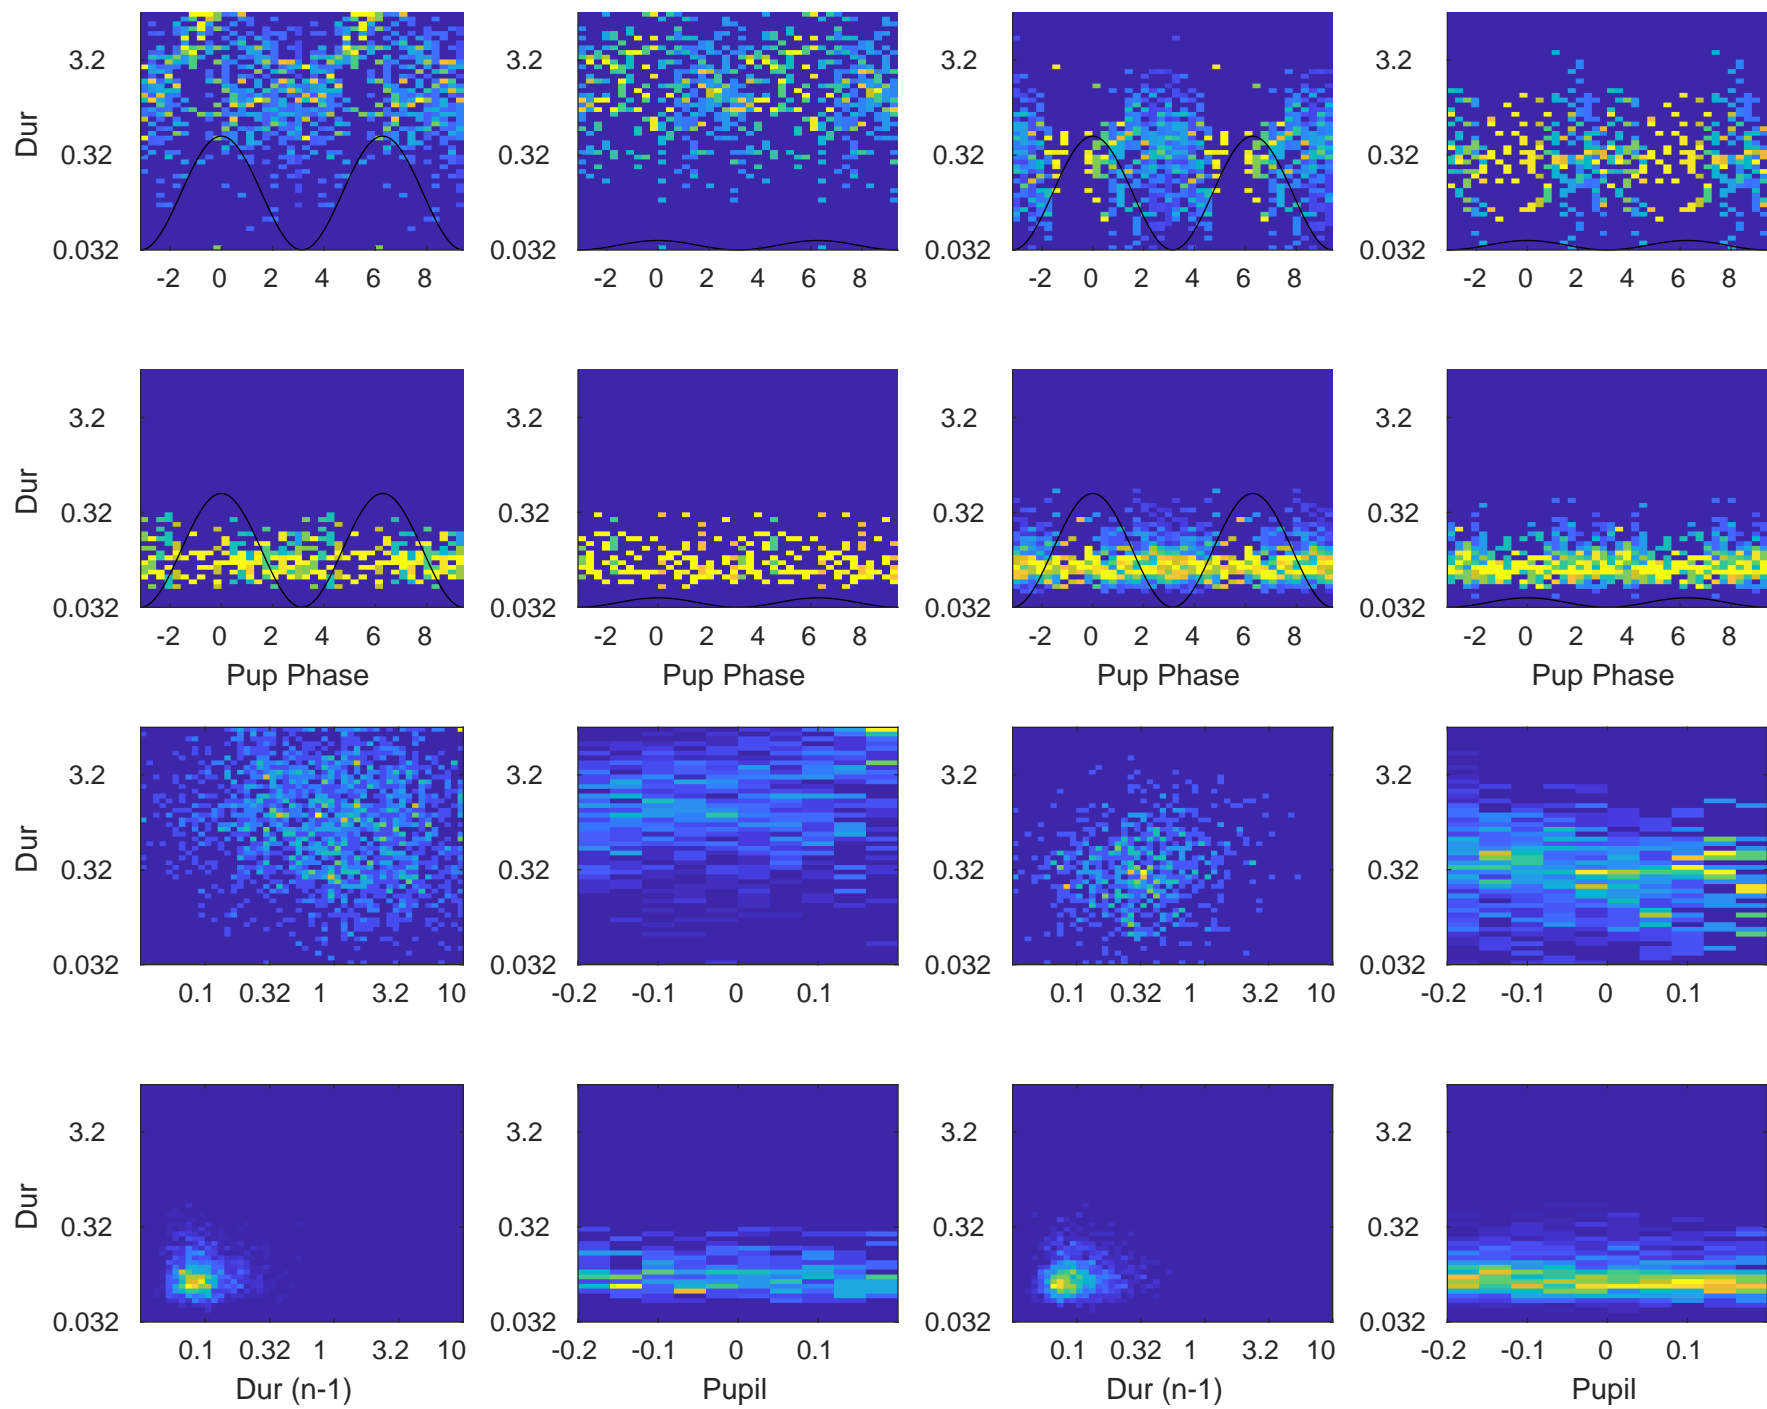 3.2 3.2 3.2 3.2
Dur
0.32 0.32 0.32 0.32
0.032 0.032 0.032 0.032
-2 0 2 4 6 8 -2 0 2 4 6 8 -2 0 2 4 6 8 -2 0 2 4 6 8
3.2 3.2 3.2 3.2
Dur
0.32 0.32 0.32 0.32
0.032 0.032 0.032 0.032
-2 0 2 4 6 8 -2 0 2 4 6 8 -2 0 2 4 6 8 -2 0 2 4 6 8
Pup Phase Pup Phase Pup Phase Pup Phase
3.2 3.2 3.2 3.2
Dur
0.32 0.32 0.32 0.32
0.032 0.032 0.032 0.032
0.1 0.32 1 3.2 10 -0.2 -0.1 0 0.1 0.1 0.32 1 3.2 10 -0.2 -0.1 0 0.1
3.2 3.2 3.2 3.2
Dur
0.32 0.32 0.32 0.32
0.032 0.032 0.032 0.032
0.1 0.32 1 3.2 10 -0.2 -0.1 0 0.1 0.1 0.32 1 3.2 10 -0.2 -0.1 0 0.1
Dur (n-1) Pupil Dur (n-1) Pupil